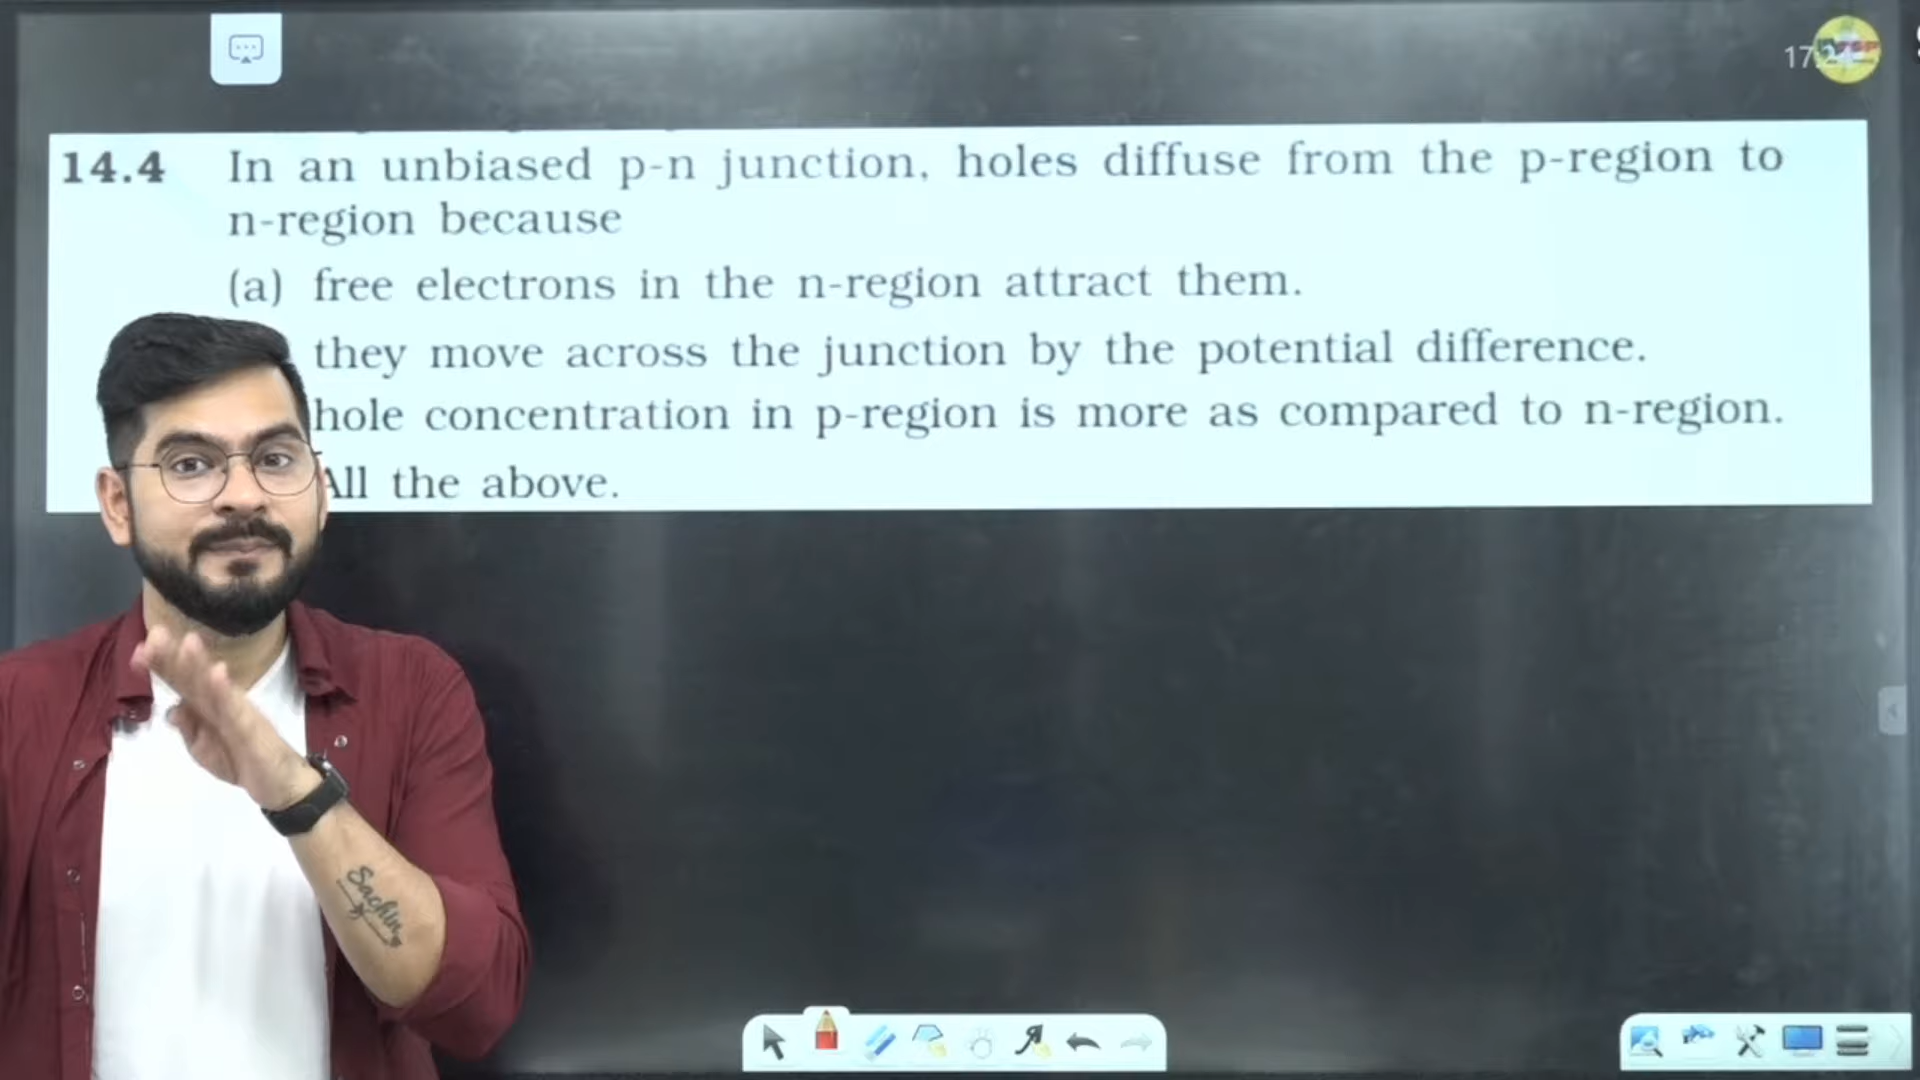 17:2
14.4 In an unbiased p-n junction, holes diffuse from the p-region to
n-region because
(a) free electrons in the n-region attract them.
they move across the junction by the potential difference.
hole concentration in p-region is more as compared to n-region.
All the above.
Sachin